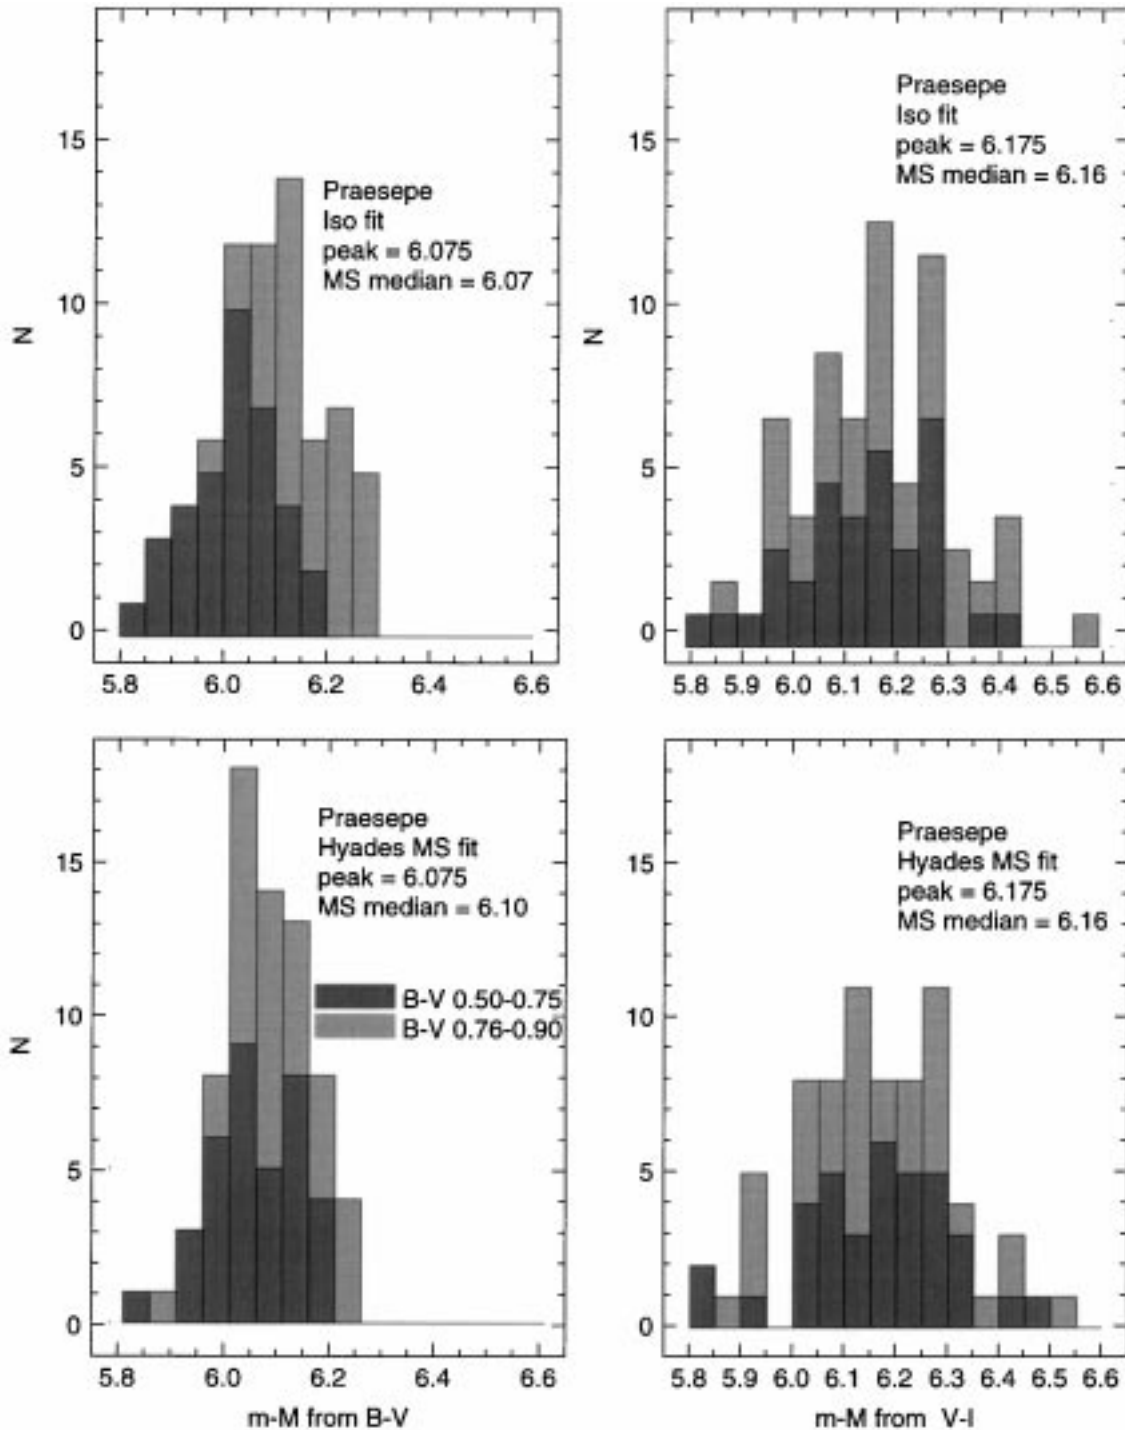 15
10
5
0
N
Praesepe
Iso fit
peak = 6.075
MS median = 6.07
5.8 6.0 6.2 6.4 6.6
15
10
5
0
N
Praesepe
Iso fit
peak = 6.175
MS median = 6.16
5.8 5.9 6.0 6.1 6.2 6.3 6.4 6.5 6.6
15
10
5
0
N
Praesepe
Hyades MS fit
peak = 6.075
MS median = 6.10
B-V 0.50-0.75
B-V 0.76-0.90
5.8 6.0 6.2 6.4 6.6
m-M from B-V
15
10
5
0
Praesepe
Hyades MS fit
peak = 6.175
MS median = 6.16
5.8 5.9 6.0 6.1 6.2 6.3 6.4 6.5 6.6
m-M from V-I